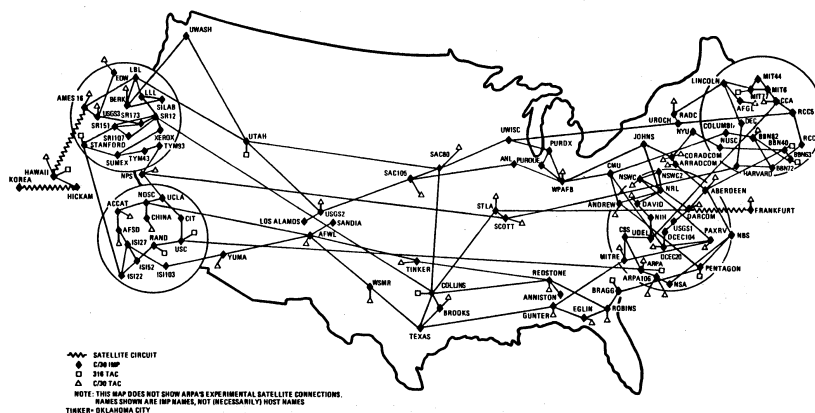 UWASH
LBL
EDW
LLL
AMES 16
BERK
SILAB
USGS3
SR173
SR12
SR151
SR1107
XEROX
STANFORD
TYM93
SUMEX
TYM43
UTAH
HAWAII
NPS
KOREA
HICKAM
NOSC
UCLA
ACCAT
CHINA
CIT
AFSD
RAND
ISI27
USC
ISI52
ISI103
ISI22
YUMA
LOS ALAMOS
USGS2
SANDIA
AFWL
WSMR
TINKER
COLLINS
BROOKS
TEXAS
SAC105
SAC80
STLA
SCOTT
UWISC
PURDX
ANL
PURDUE
WPAFB
REDSTONE
ANNISTON
GUNTER
EGLIN
ROBINS
BRAGG
LINCOLN
MIT44
MIT77
MIT6
AFGL
CCA
RCC5
ROCH
RADC
COLUMBI
DEC
NYU
NUSC
BBN82
BBN40
BBN63
BBN72
HARVARD
JOHNS
CORADCOM
ARRADCOM
CMU
NSWC
NSWC2
NRL
ABERDEEN
ANDREW
DAVID
DARCOM
FRANKFURT
NIH
USGS1
PAXRV
NBS
CSS
UDEL
DCEC104
DCEC20
MITRE
ARPA
PENTAGON
ARPA106
NSA
SATELLITE CIRCUIT
C/30 IMP
316 TAC
C/30 TAC
NOTE: THIS MAP DOES NOT SHOW ARPA'S EXPERIMENTAL SATELLITE CONNECTIONS.
NAMES SHOWN ARE IMP NAMES, NOT (NECESSARILY) HOST NAMES
TINKER= OKLAHOMA CITY